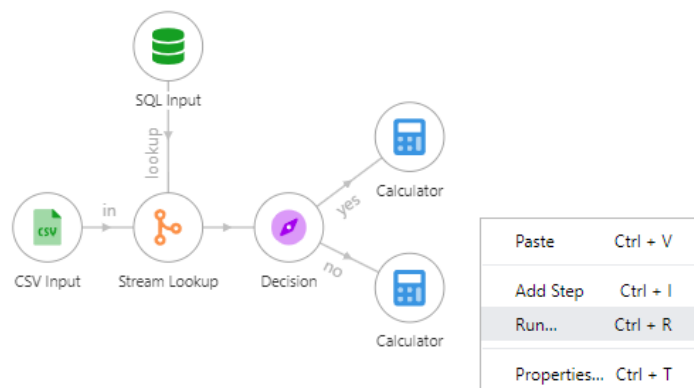 SQL Input
lookup
Calculator
in
yes
CSV
CSV Input
Stream Lookup
Decision
no
Calculator
Paste Ctrl + V
Add Step Ctrl + I
Run... Ctrl + R
Properties... Ctrl + T